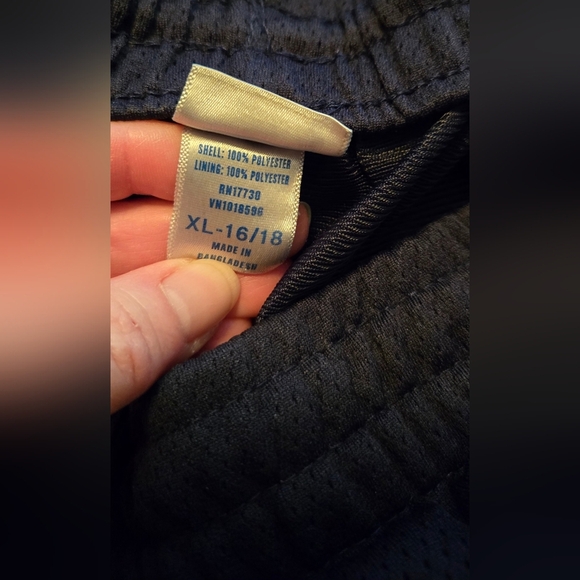 SHELL: 100% POLYESTER
LINING: 100% POLYESTER
RN17730
VN1018596
XL-16/18
MADE IN
BANGLADESH